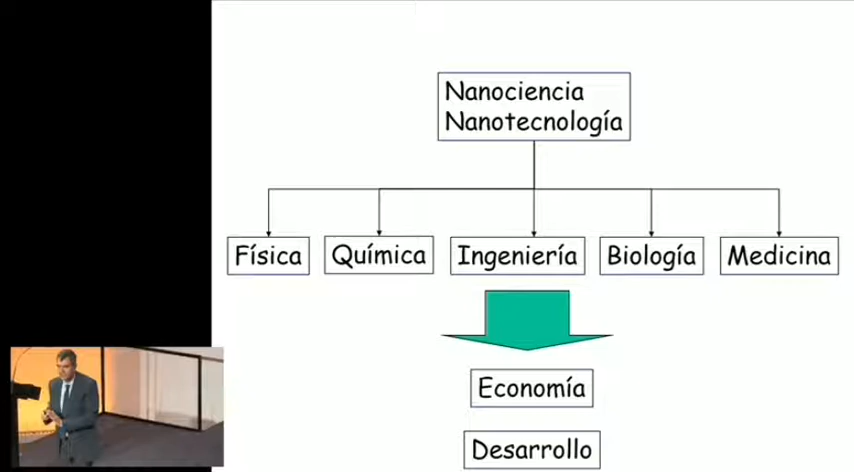 Nanociencia
Nanotecnología
Física
Química
Ingeniería
Biología
Medicina
Economía
Desarrollo